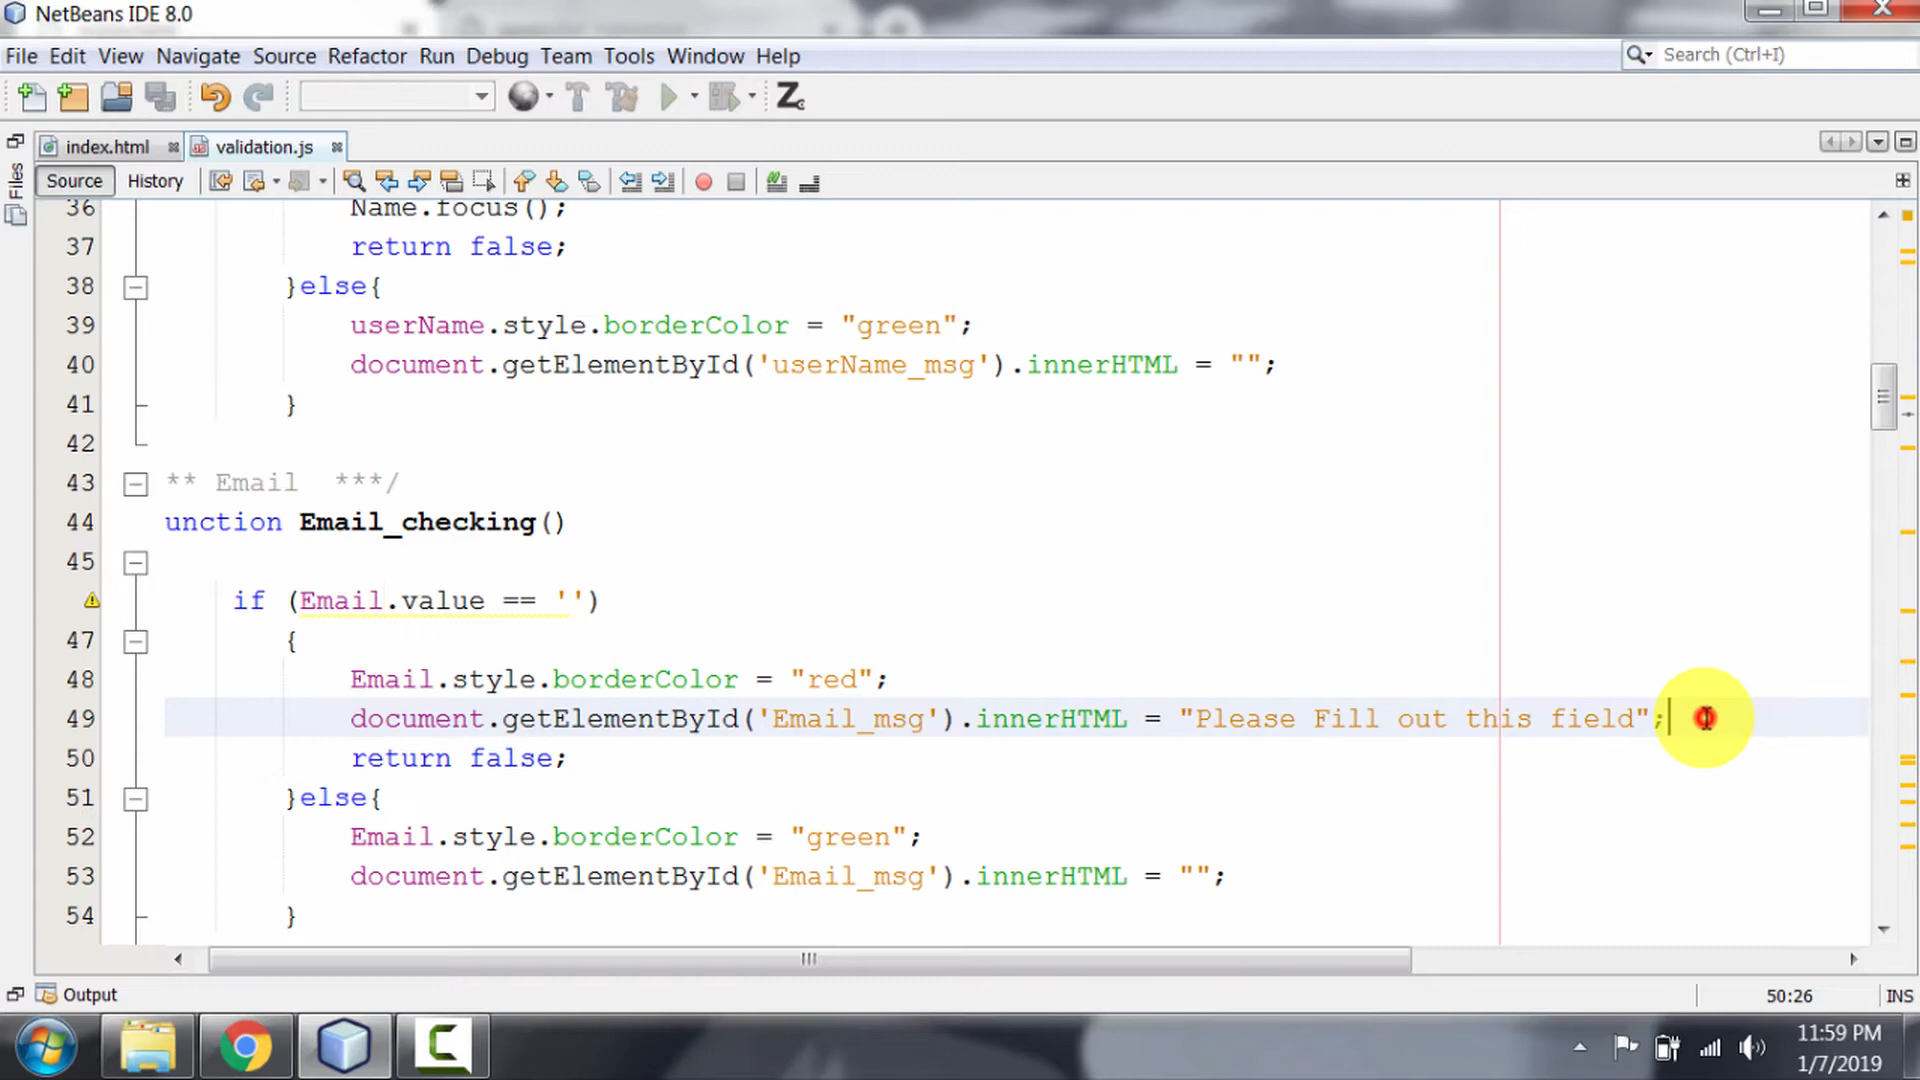 NetBeans IDE 8.0
File Edit View Navigate Source Refactor Run Debug Team Tools Window Help
Search (Ctrl+I)
index.html
validation.js
Files
Source History
36 Name.focus();
37 return false;
38 }else{
39 userName.style.borderColor = "green";
40 document.getElementById('userName_msg').innerHTML = "";
41 }
42
43 ** Email ***/
44 unction Email_checking()
45
if (Email.value == '')
47 {
48 Email.style.borderColor = "red";
49 document.getElementById('Email_msg').innerHTML = "Please Fill out this field";
50 return false;
51 }else{
52 Email.style.borderColor = "green";
53 document.getElementById('Email_msg').innerHTML = "";
54 }
Output
50:26 INS
11:59 PM
1/7/2019